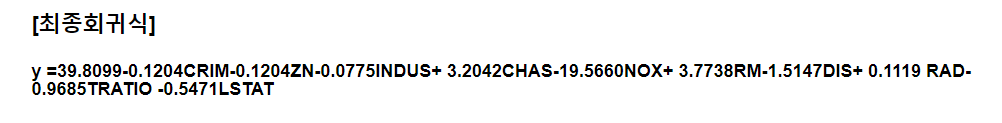 [최종회귀식]
y =39.8099-0.1204CRIM-0.1204ZN-0.0775INDUS+ 3.2042CHAS-19.5660NOX+ 3.7738RM-1.5147DIS+ 0.1119 RAD-
0.9685TRATIO -0.5471LSTAT